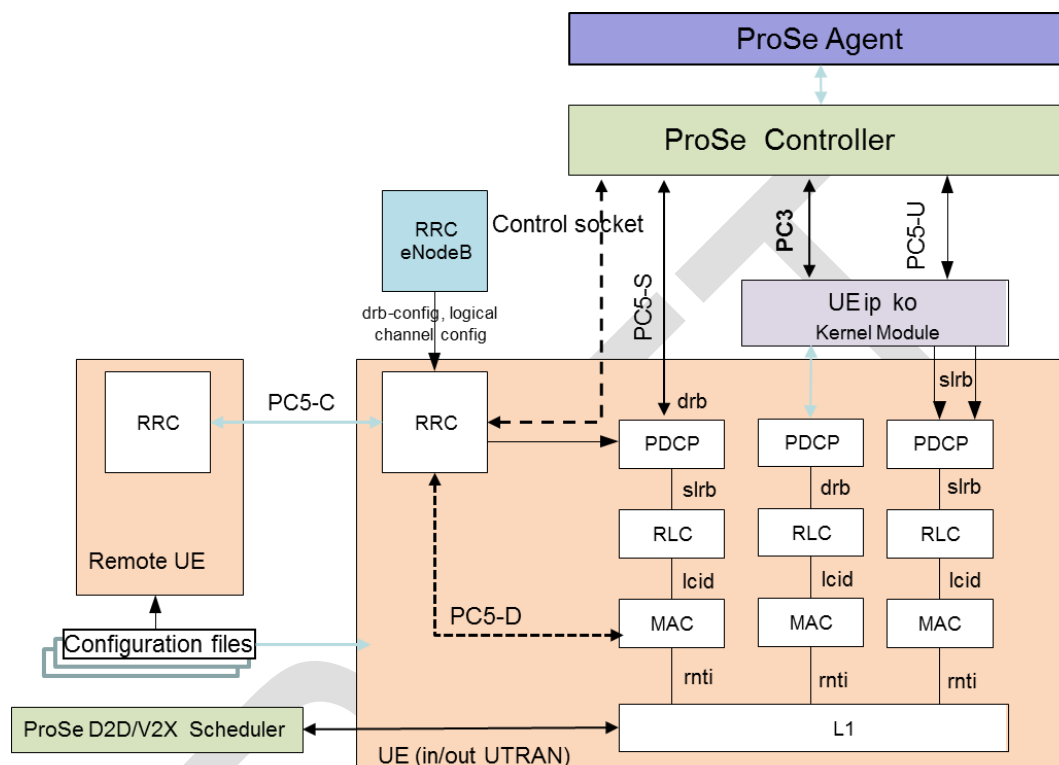 ProSe Agent
ProSe Controller
RRC
eNodeB
Control socket
PC5-S
PC3
PC5-U
drb-config, logical
channel config
UEip ko
Kernel Module
RRC
PC5-C
RRC
drb
slrb
PDCP
PDCP
PDCP
slrb
drb
slrb
RLC
RLC
RLC
Remote UE
lcid
lcid
lcid
PC5-D
MAC
MAC
MAC
Configuration files
rnti
rnti
rnti
ProSe D2D/V2X Scheduler
L1
UE (in/out UTRAN)